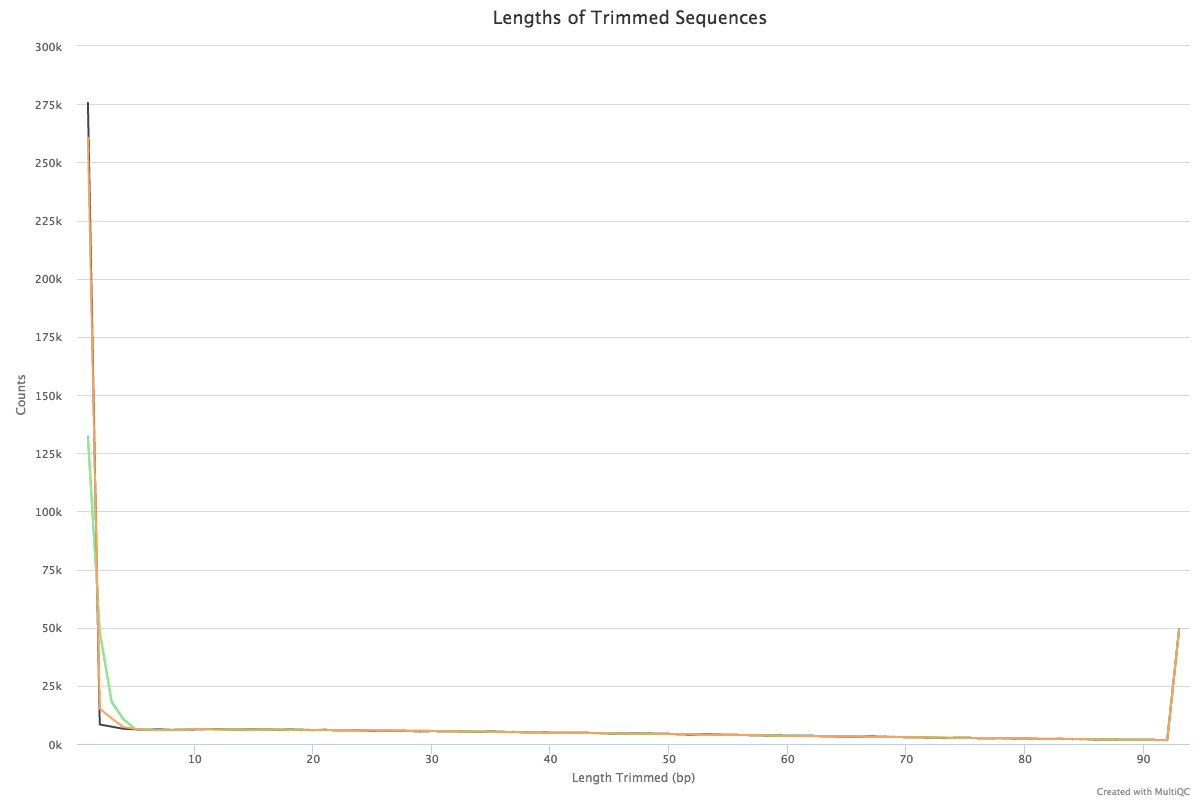 Lengths of Trimmed Sequences
300k
275k
250k
225k
200k
175k
150k
125k
100k
75k
50k
25k
0k
Counts
10 20 30 40 50 60 70 80 90
Length Trimmed (bp)
Created with MultiQC